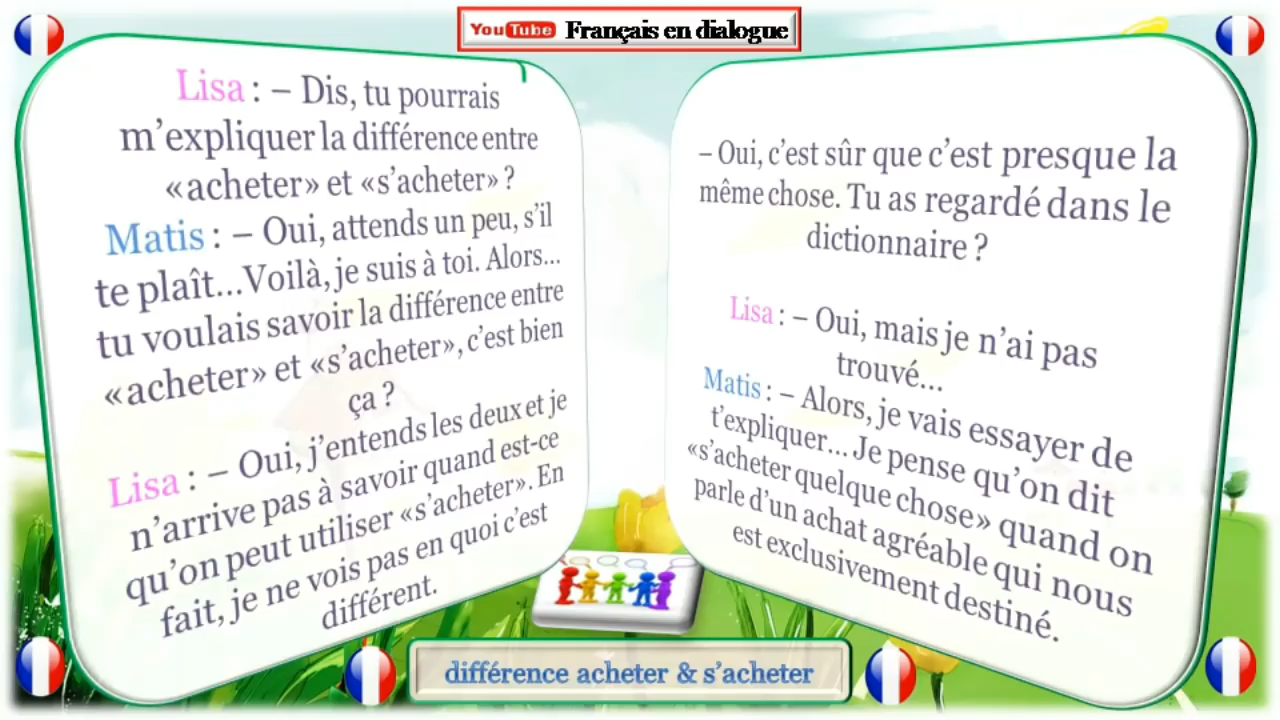 YouTube Français en dialogue
Lisa : – Dis, tu pourrais
m’expliquer la différence entre
«acheter» et «s’acheter» ?
Matis : – Oui, attends un peu, s’il
te plaît…Voilà, je suis à toi. Alors…
tu voulais savoir la différence entre
«acheter» et «s’acheter», c’est bien
ça ?
Lisa : – Oui, j’entends les deux et je
n’arrive pas à savoir quand est-ce
qu’on peut utiliser «s’acheter». En
fait, je ne vois pas en quoi c’est
différent.
– Oui, c’est sûr que c’est presque la
même chose. Tu as regardé dans le
dictionnaire ?
Lisa : – Oui, mais je n’ai pas
trouvé…
Matis : – Alors, je vais essayer de
t’expliquer… Je pense qu’on dit
«s’acheter quelque chose» quand on
parle d’un achat agréable qui nous
est exclusivement destiné.
différence acheter & s’acheter